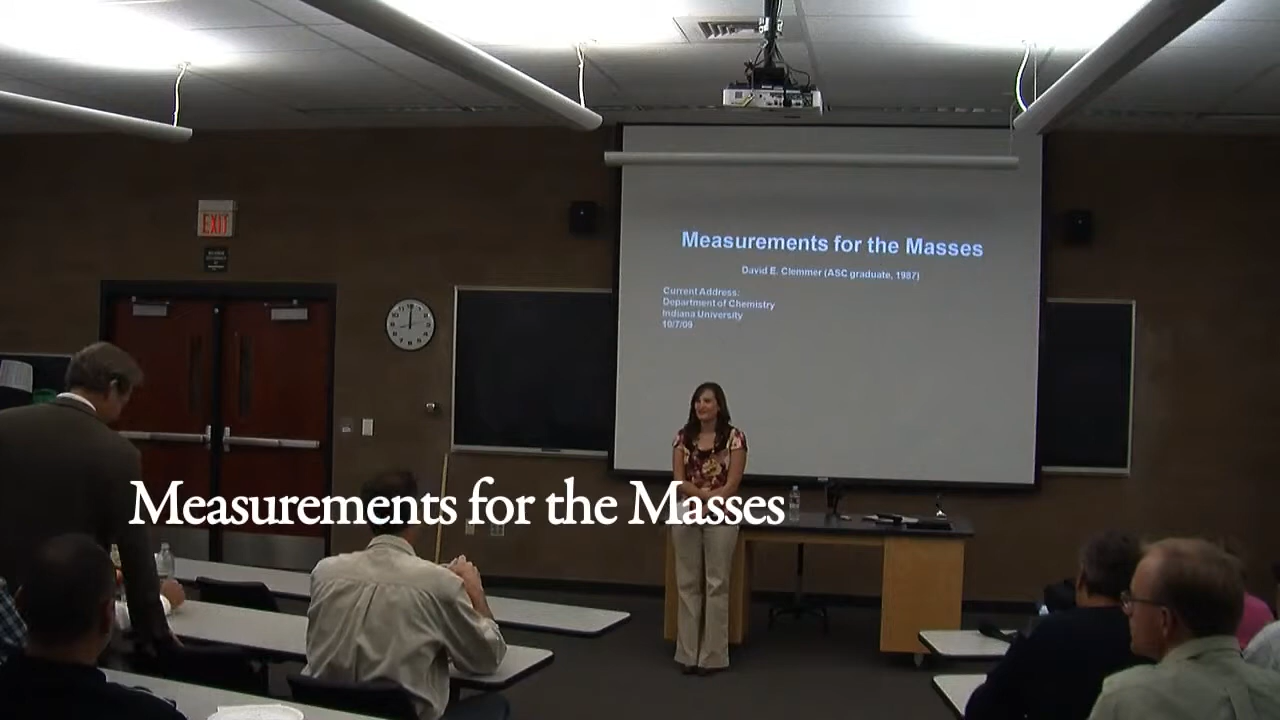 EXIT
Measurements for the Masses
David E. Clemmer (ASC graduate, 1987)
Current Address:
Department of Chemistry
Indiana University
10/7/09
Measurements for the Masses